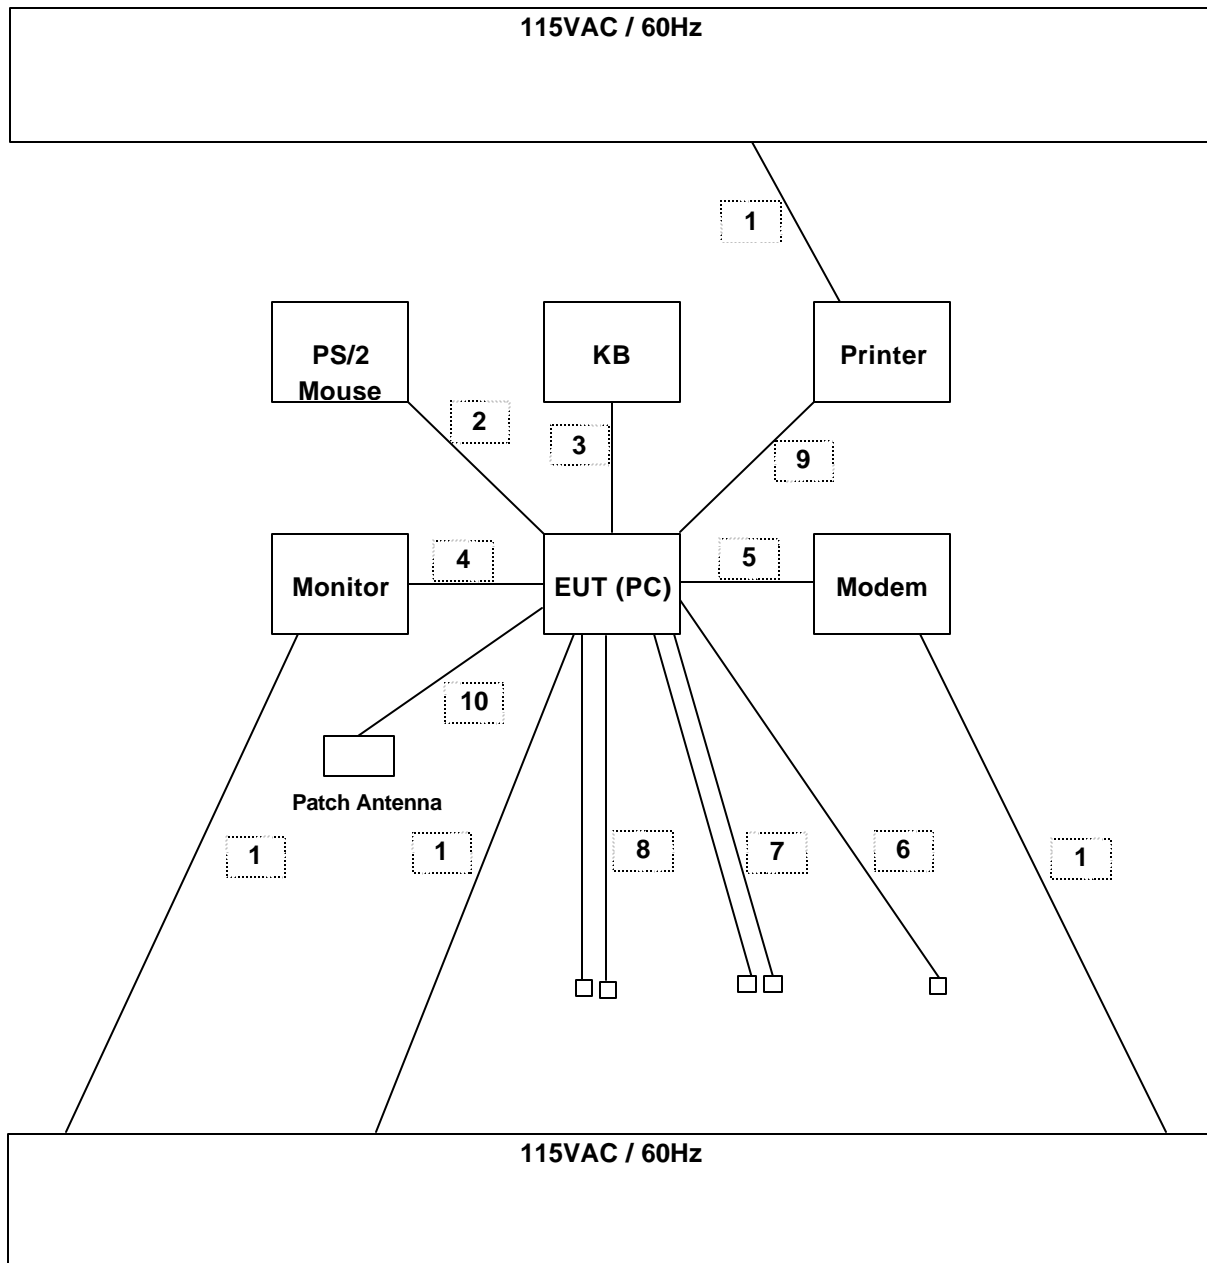 115VAC / 60Hz
1
PS/2
Mouse
KB
Printer
2
3
9
Monitor
4
EUT (PC)
5
Modem
10
Patch Antenna
1
1
8
7
6
1
115VAC / 60Hz